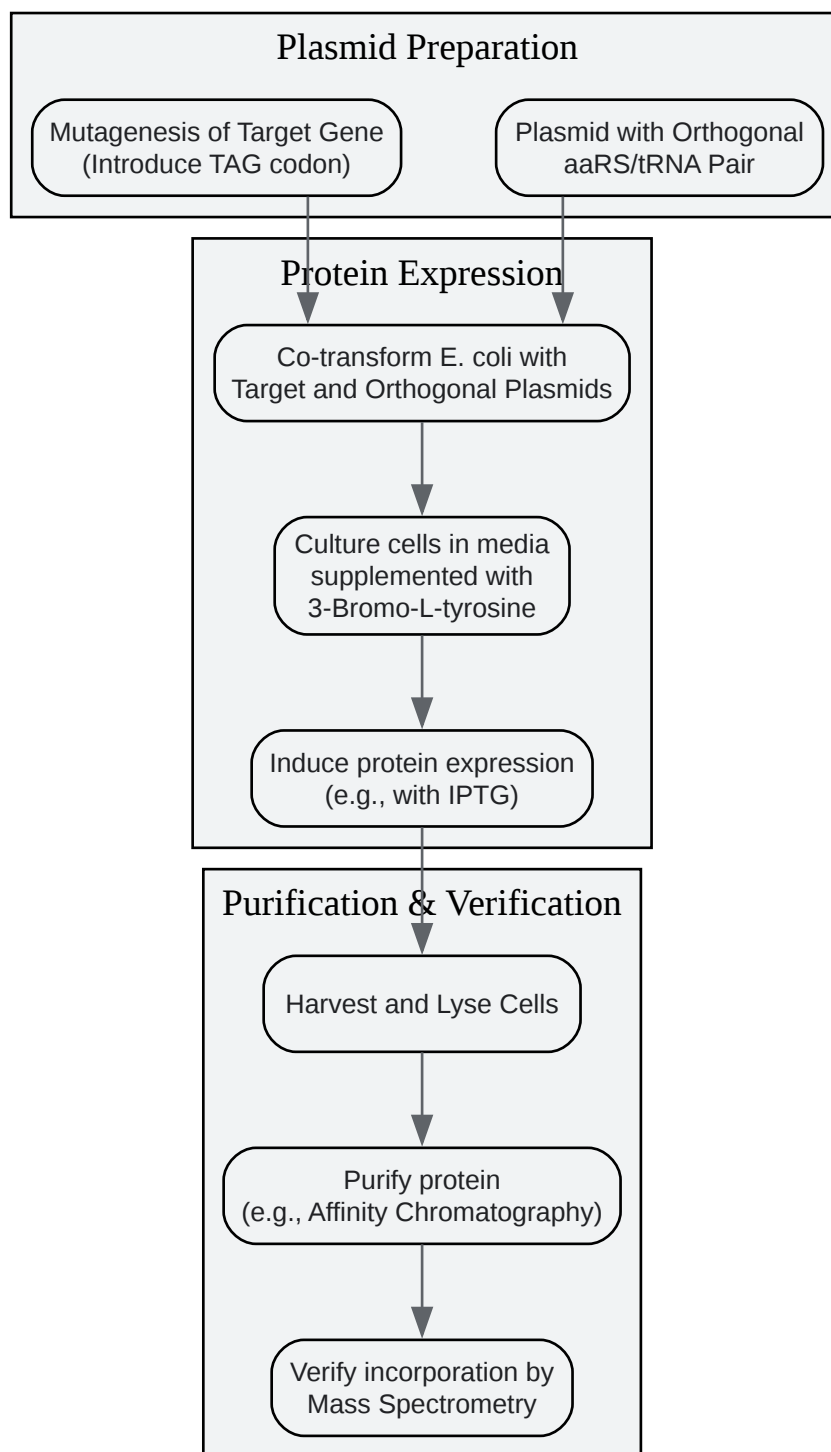 Plasmid Preparation
Mutagenesis of Target Gene
(Introduce TAG codon)
Plasmid with Orthogonal
aaRS/tRNA Pair
Protein Expression
Co-transform E. coli with
Target and Orthogonal Plasmids
Culture cells in media
supplemented with
3-Bromo-L-tyrosine
Induce protein expression
(e.g., with IPTG)
Purification & Verification
Harvest and Lyse Cells
Purify protein
(e.g., Affinity Chromatography)
Verify incorporation by
Mass Spectrometry